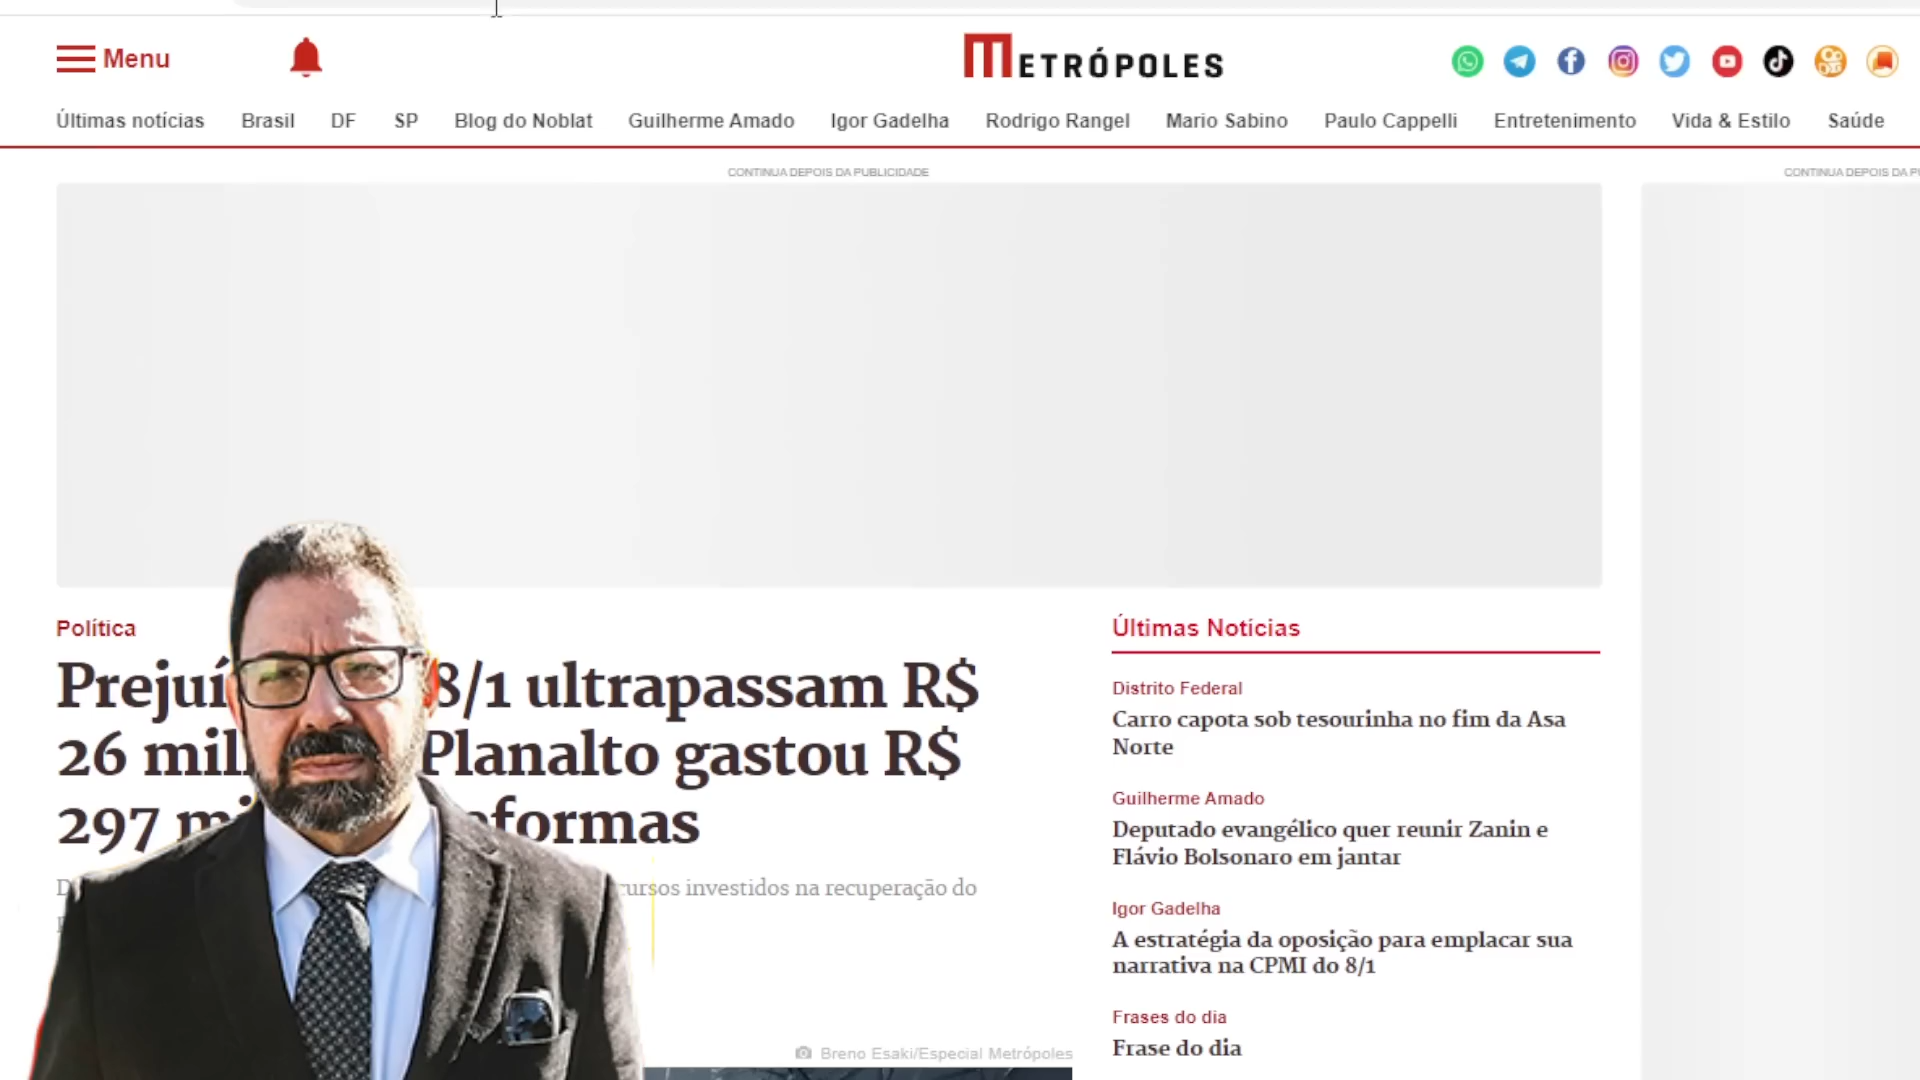 Menu
METRÓPOLES
Últimas notícias Brasil DF SP Blog do Noblat Guilherme Amado Igor Gadelha Rodrigo Rangel Mario Sabino Paulo Cappelli Entretenimento Vida & Estilo Saúde
CONTINUA DEPOIS DA PUBLICIDADE
CONTINUA DEPOIS DA
Política
8/1 ultrapassam R$
26 Planalto gastou R$
297
investidos na recuperação do
Breno Esaki/Especial Metrópoles
Últimas Notícias
Distrito Federal
Carro capota sob tesourinha no fim da Asa
Norte
Guilherme Amado
Deputado evangélico quer reunir Zanin e
Flávio Bolsonaro em jantar
Igor Gadelha
A estratégia da oposição para emplacar sua
narrativa na CPMI do 8/1
Frases do dia
Frase do dia